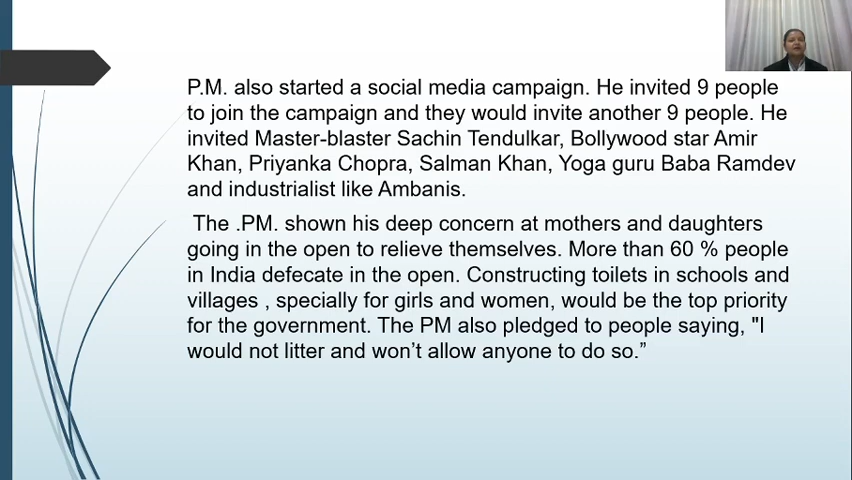 P.M. also started a social media campaign. He invited 9 people
to join the campaign and they would invite another 9 people. He
invited Master-blaster Sachin Tendulkar, Bollywood star Amir
Khan, Priyanka Chopra, Salman Khan, Yoga guru Baba Ramdev
and industrialist like Ambanis.
The .PM. shown his deep concern at mothers and daughters
going in the open to relieve themselves. More than 60 % people
in India defecate in the open. Constructing toilets in schools and
villages , specially for girls and women, would be the top priority
for the government. The PM also pledged to people saying, "I
would not litter and won’t allow anyone to do so.”